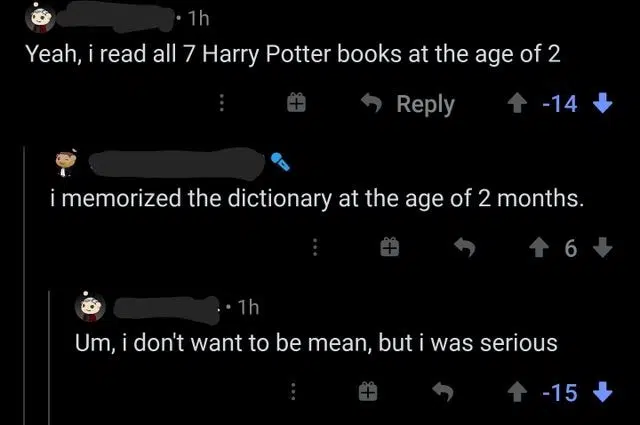 • 1h
Yeah, i read all 7 Harry Potter books at the age of 2
Reply -14
i memorized the dictionary at the age of 2 months.
6
• 1h
Um, i don't want to be mean, but i was serious
-15